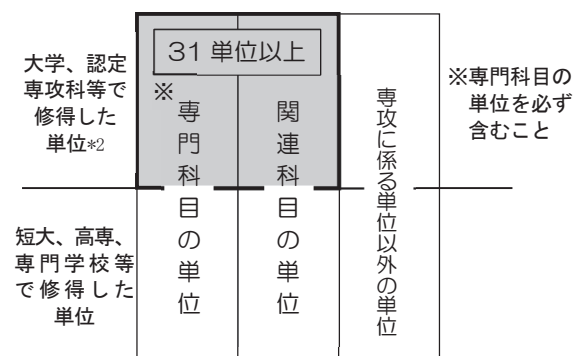 31 単位以上
大学、認定
専攻科等で
修得した
単位*2
※
専門科目の単位
関連科目の単位
専攻に係る単位以外の単位
※専門科目の
単位を必ず
含むこと
短大、高専、
専門学校等
で修得した
単位